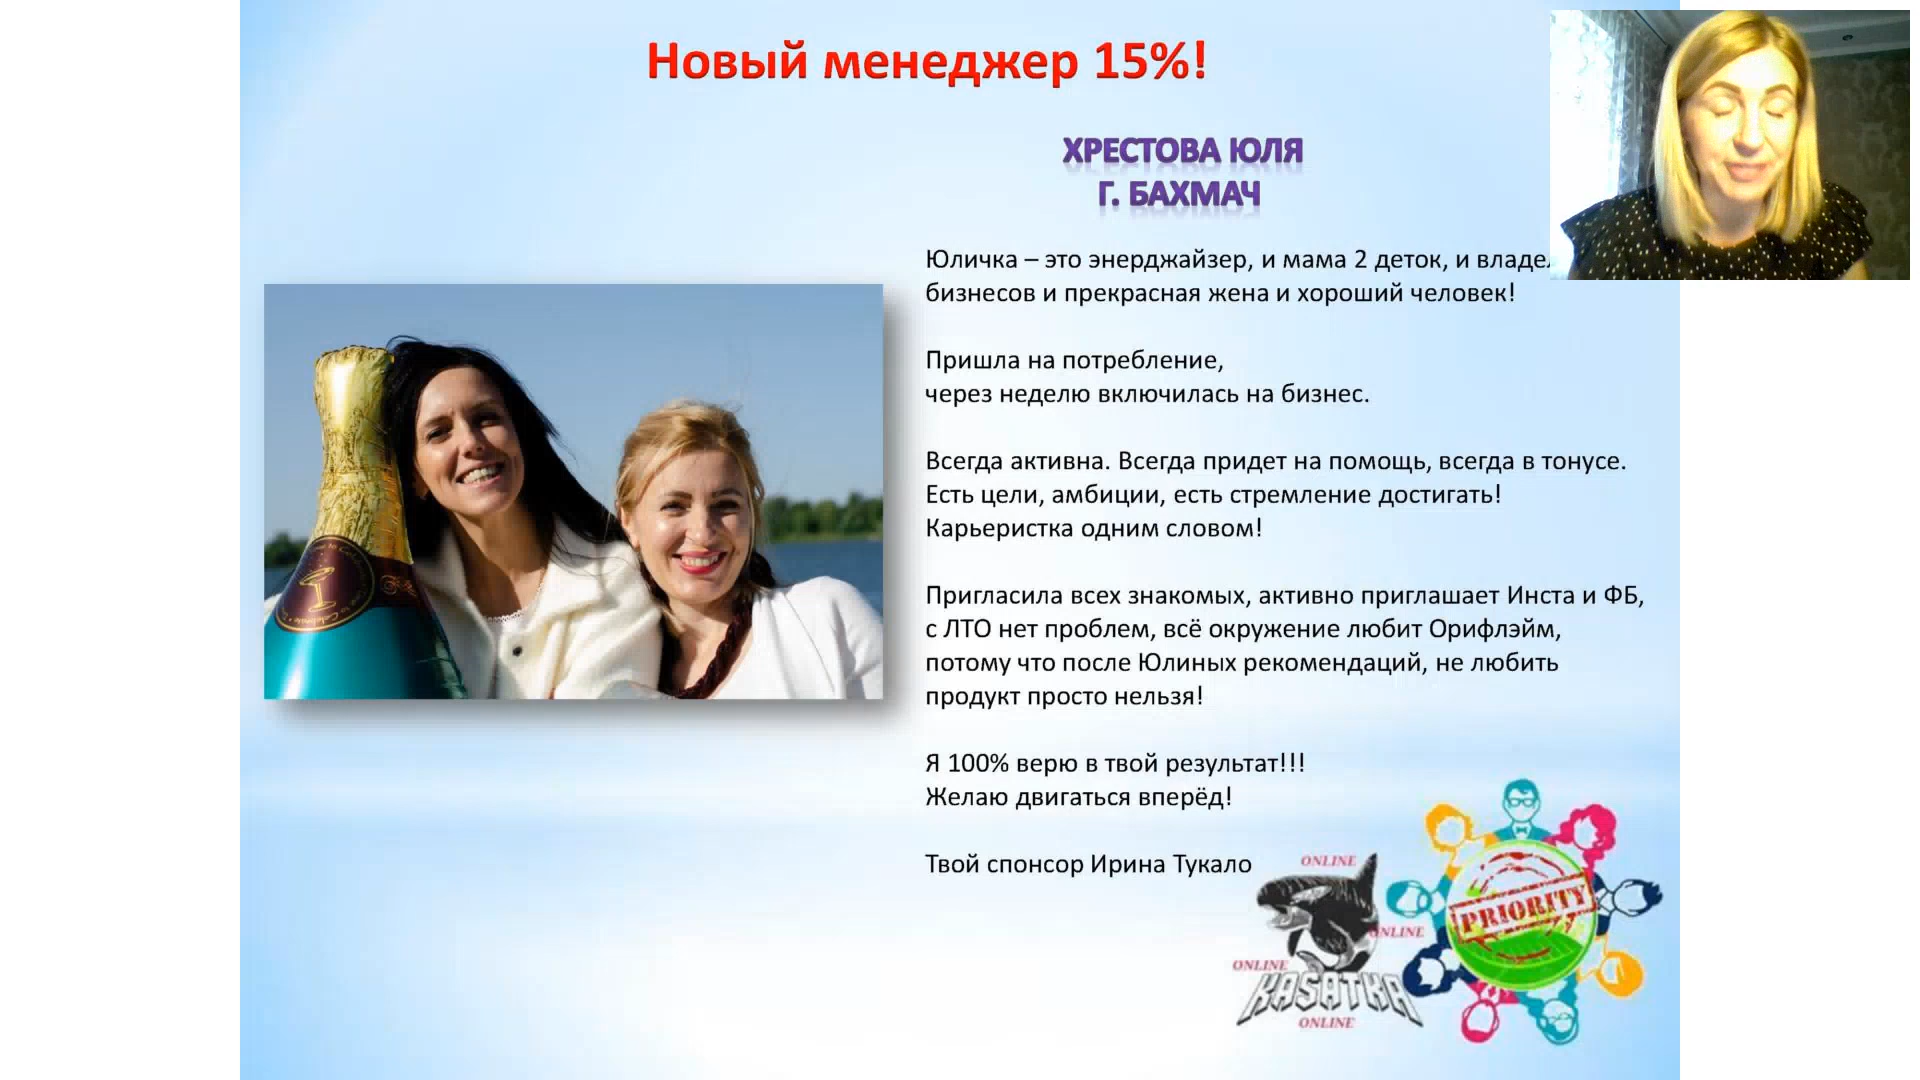 Новый менеджер 15%!
ХРЕСТОВА ЮЛЯ
Г. БАХМАЧ
Юличка – это энерджайзер, и мама 2 деток, и
бизнесов и прекрасная жена и хороший человек!
Пришла на потребление,
через неделю включилась на бизнес.
Всегда активна. Всегда придет на помощь, всегда в тонусе.
Есть цели, амбиции, есть стремление достигать!
Карьеристка одним словом!
Пригласила всех знакомых, активно приглашает Инста и ФБ,
с ЛТО нет проблем, всё окружение любит Орифлэйм,
потому что после Юлиных рекомендаций, не любить
продукт просто нельзя!
Я 100% верю в твой результат!!!
Желаю двигаться вперёд!
Твой спонсор Ирина Тукало
ONLINE
ONLINE
ONLINE
KASATKA
ONLINE
PRIORITY